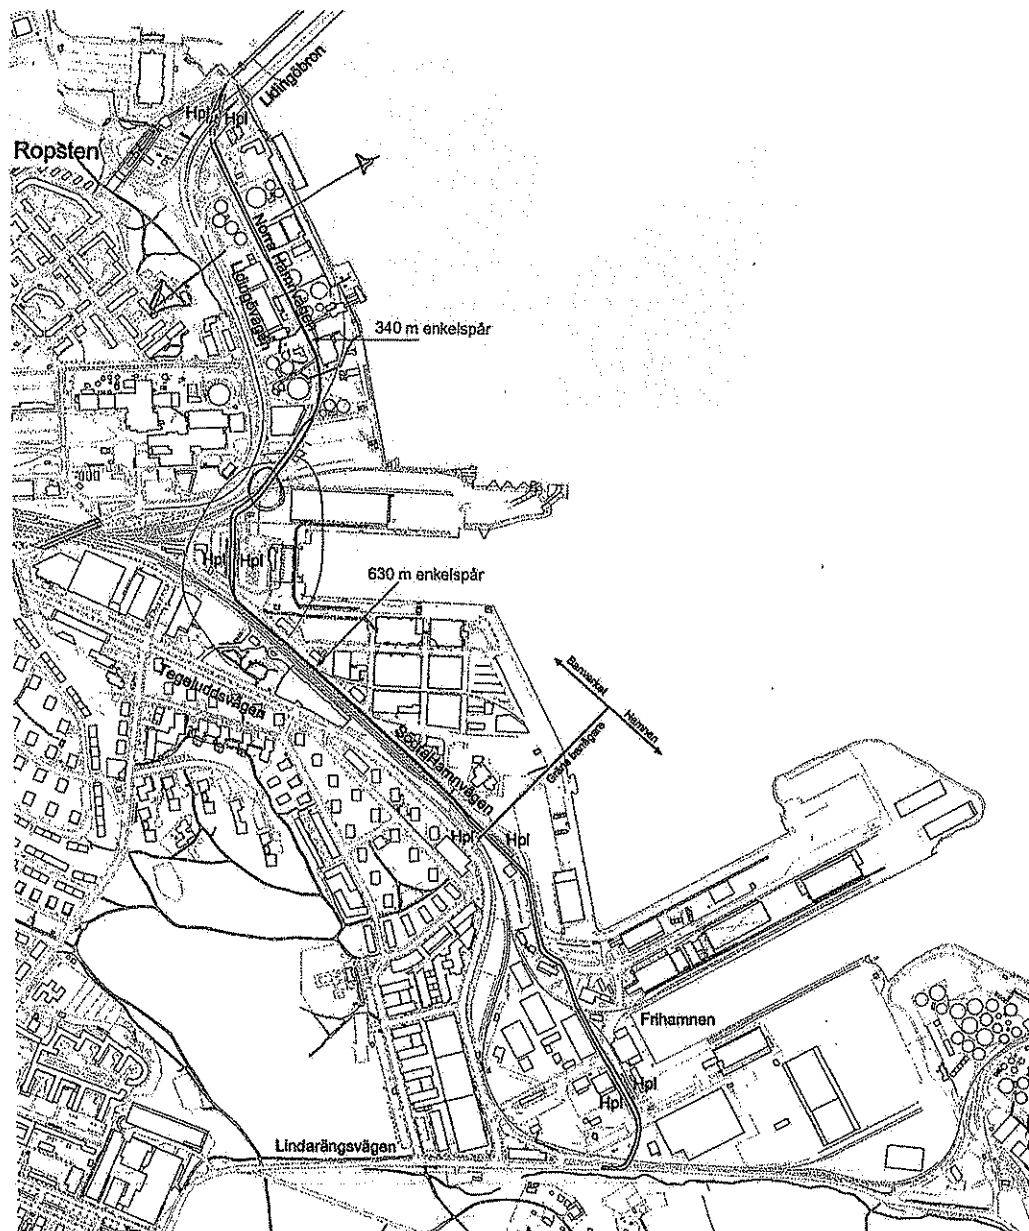 Lidingöbron
Hpl
Hpl
Ropsten
Norra Hamnvägen
Lidingövägen
340 m enkelspår
Hpl
Hpl
630 m enkelspår
Tegeluddsvägen
Banverket
Hamnen
Gräns
Södra Hamnvägen
Hpl
Hpl
Frihamnen
Hpl
Hpl
Lindarängsvägen